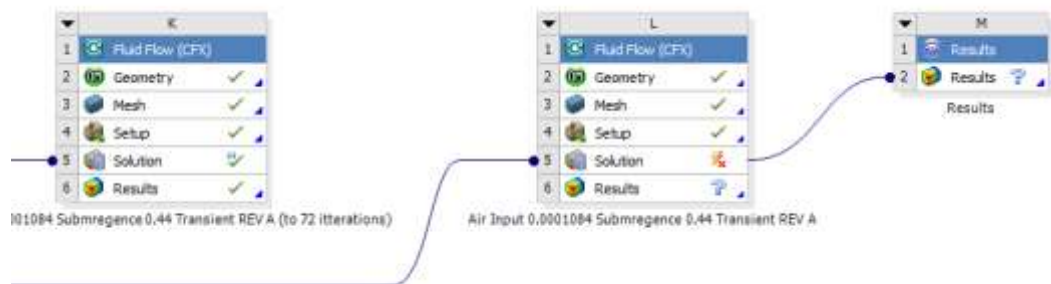 K
1 Fluid Flow (CFX)
2 Geometry
3 Mesh
4 Setup
5 Solution
6 Results
01084 Submregence 0.44 Transient REV A (to 72 itterations)
L
1 Fluid Flow (CFX)
2 Geometry
3 Mesh
4 Setup
5 Solution
6 Results
Air Input 0.0001084 Submregence 0.44 Transient REV A
M
1 Results
2 Results
Results